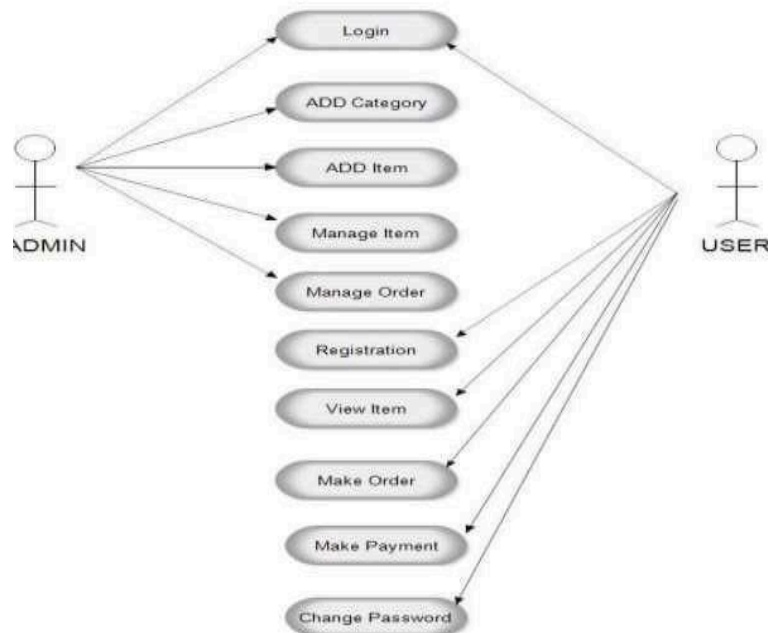 Login
ADD Category
ADD Item
Manage Item
ADMIN
USER
Manage Order
Registration
View Item
Make Order
Make Payment
Change Password